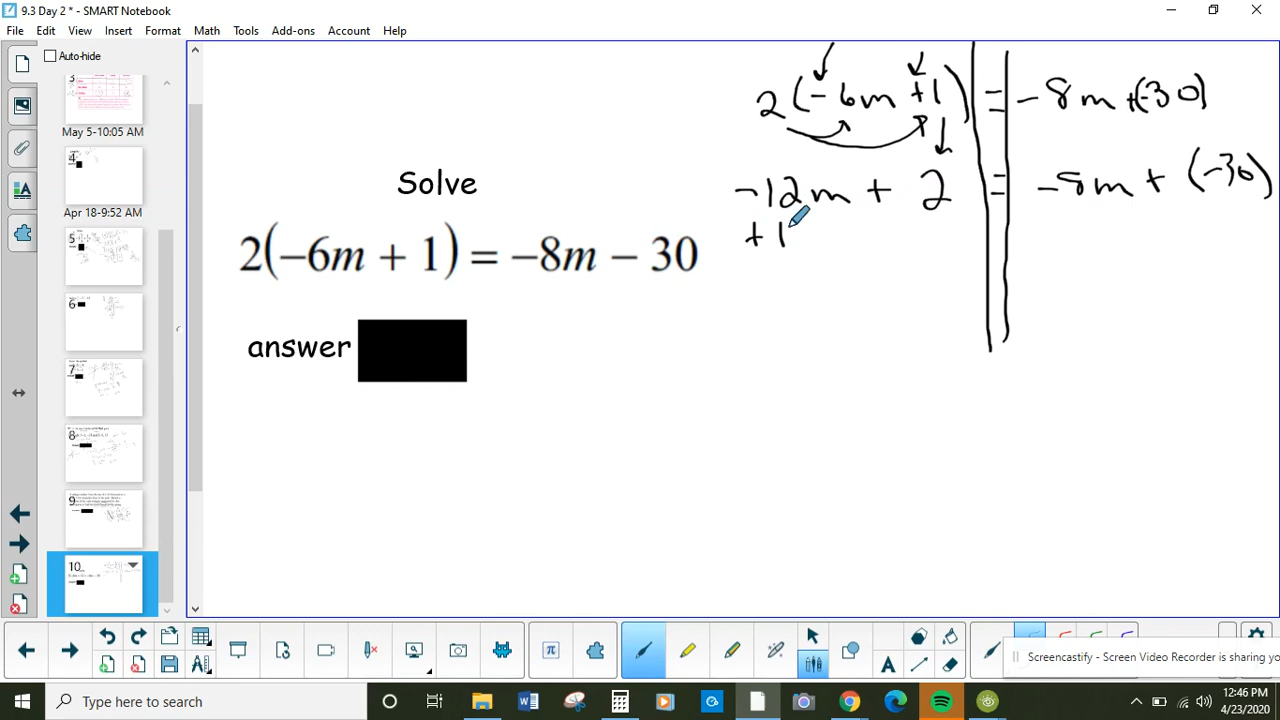 9.3 Day 2 * - SMART Notebook
File Edit View Insert Format Math Tools Add-ons Account Help
Auto-hide
3
May 5-10:05 AM
4
Apr 18-9:52 AM
5
6
7
8
9
10
Solve
2(−6m + 1) = −8m − 30
answer
2(-6m +1) = -8m +(-30)
-12m + 2 = -8m + (-30)
+1
π
A
Screencastify - Screen Video Recorder is sharing yo
Type here to search
12:46 PM
4/23/2020